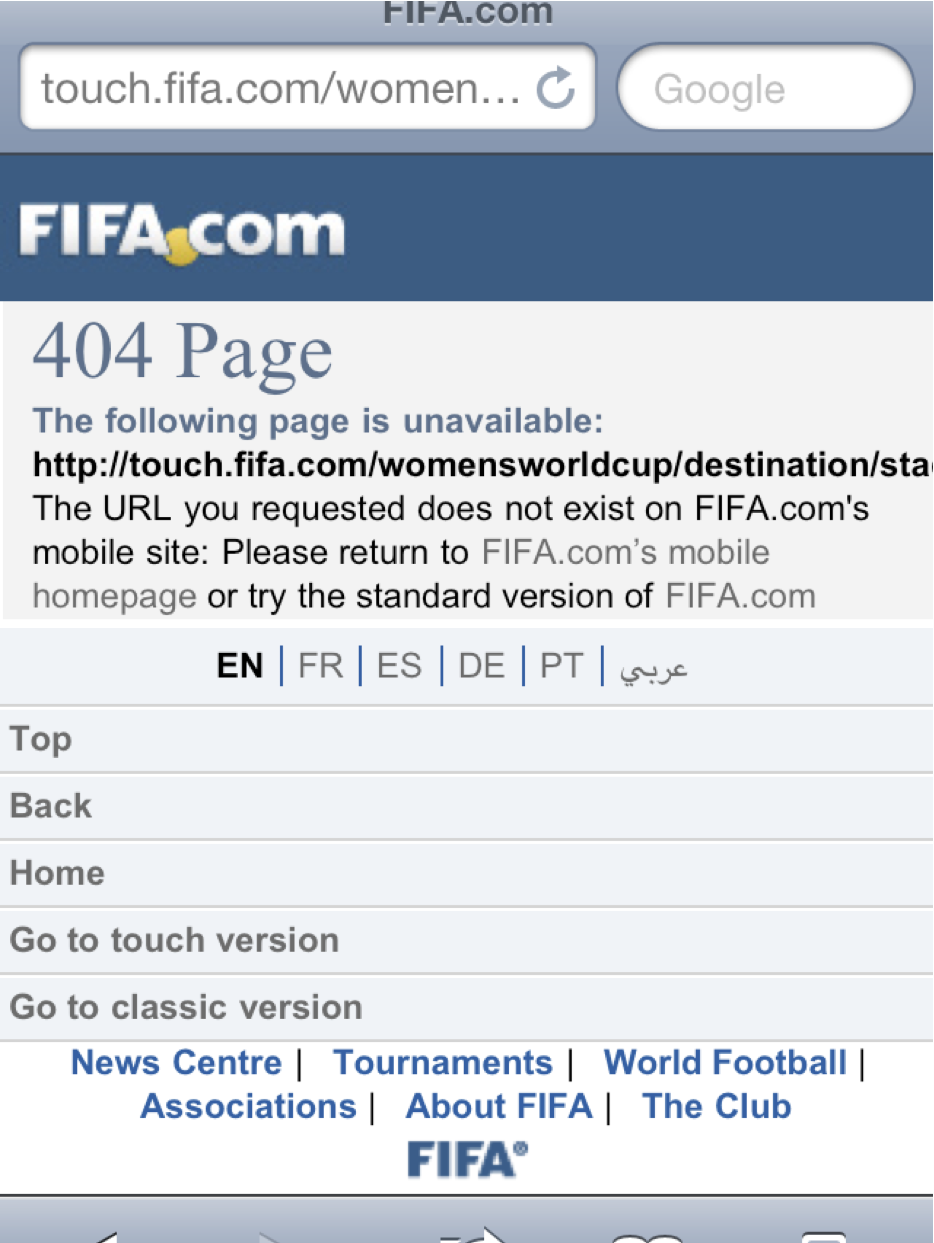 FIFA.com
touch.fifa.com/women... Google
FIFA.com
404 Page
The following page is unavailable:
http://touch.fifa.com/womensworldcup/destination/sta
The URL you requested does not exist on FIFA.com's
mobile site: Please return to FIFA.com’s mobile
homepage or try the standard version of FIFA.com
EN | FR | ES | DE | PT | عربي
Top
Back
Home
Go to touch version
Go to classic version
News Centre | Tournaments | World Football |
Associations | About FIFA | The Club
FIFA®